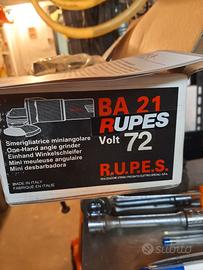 BA 21
RUPES
Volt 72
Smerigliatrice miniangolare
One-Hand angle grinder
Einhand Winkelschleifer
Mini meuleuse angulaire
Mini desbarbadora
R.U.P.E.S.
MADE IN ITALY
FABRIQUÉ EN ITALIE
subito